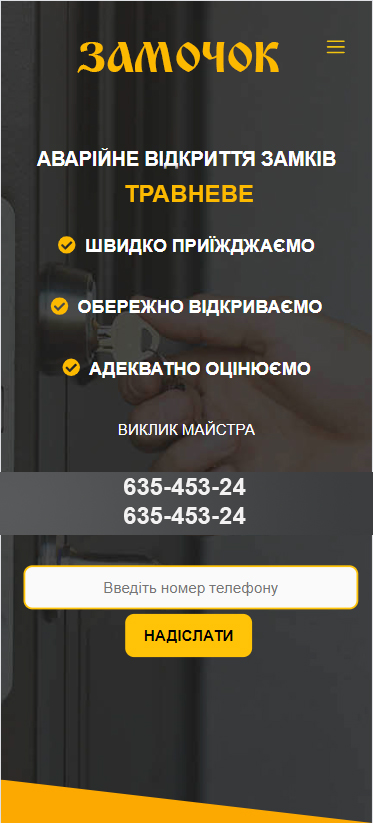 ЗАМОЧОК
АВАРІЙНЕ ВІДКРИТТЯ ЗАМКІВ
ТРАВНЕВЕ
ШВИДКО ПРИЇЖДЖАЄМО
ОБЕРЕЖНО ВІДКРИВАЄМО
АДЕКВАТНО ОЦІНЮЄМО
ВИКЛИК МАЙСТРА
635-453-24
635-453-24
Введіть номер телефону
НАДІСЛАТИ